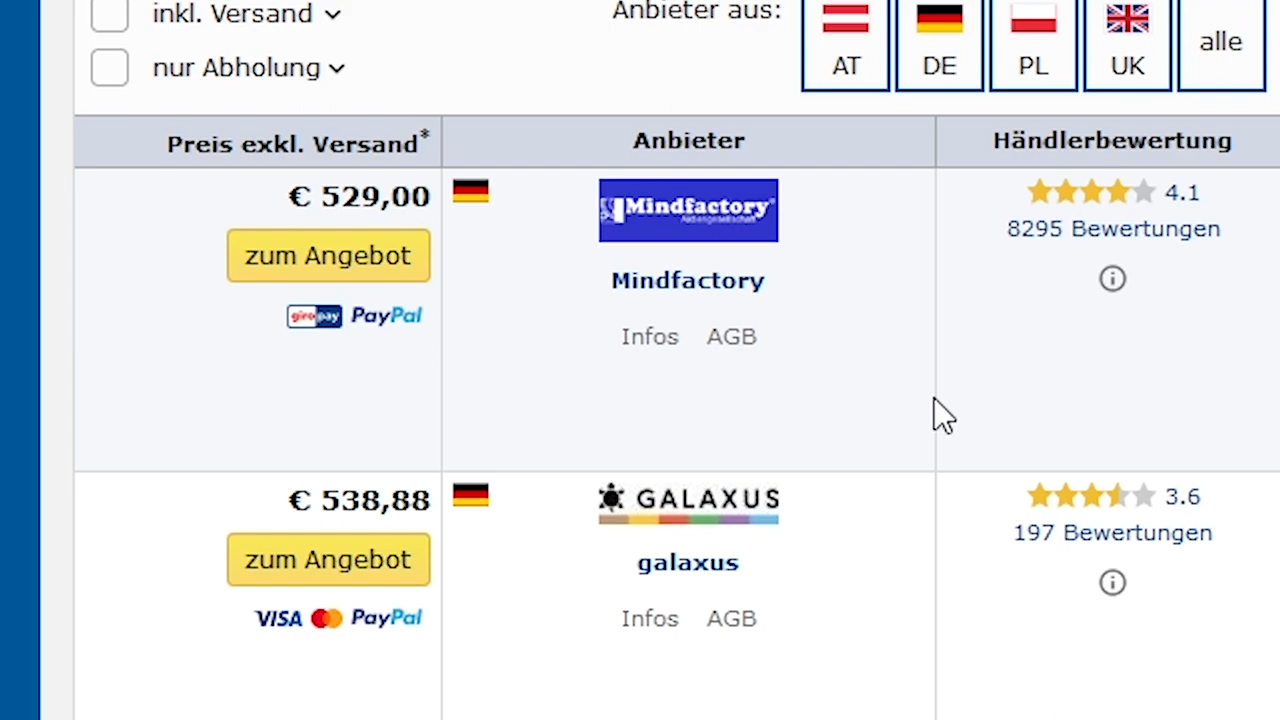 inkl. Versand
Anbieter aus:
nur Abholung
AT
DE
PL
UK
alle
Preis exkl. Versand*
Anbieter
Händlerbewertung
€ 529,00
Mindfactory®
Aktiengesellschaft
4.1
8295 Bewertungen
zum Angebot
Mindfactory
giropay PayPal
Infos AGB
€ 538,88
GALAXUS
3.6
197 Bewertungen
zum Angebot
galaxus
VISA PayPal
Infos AGB